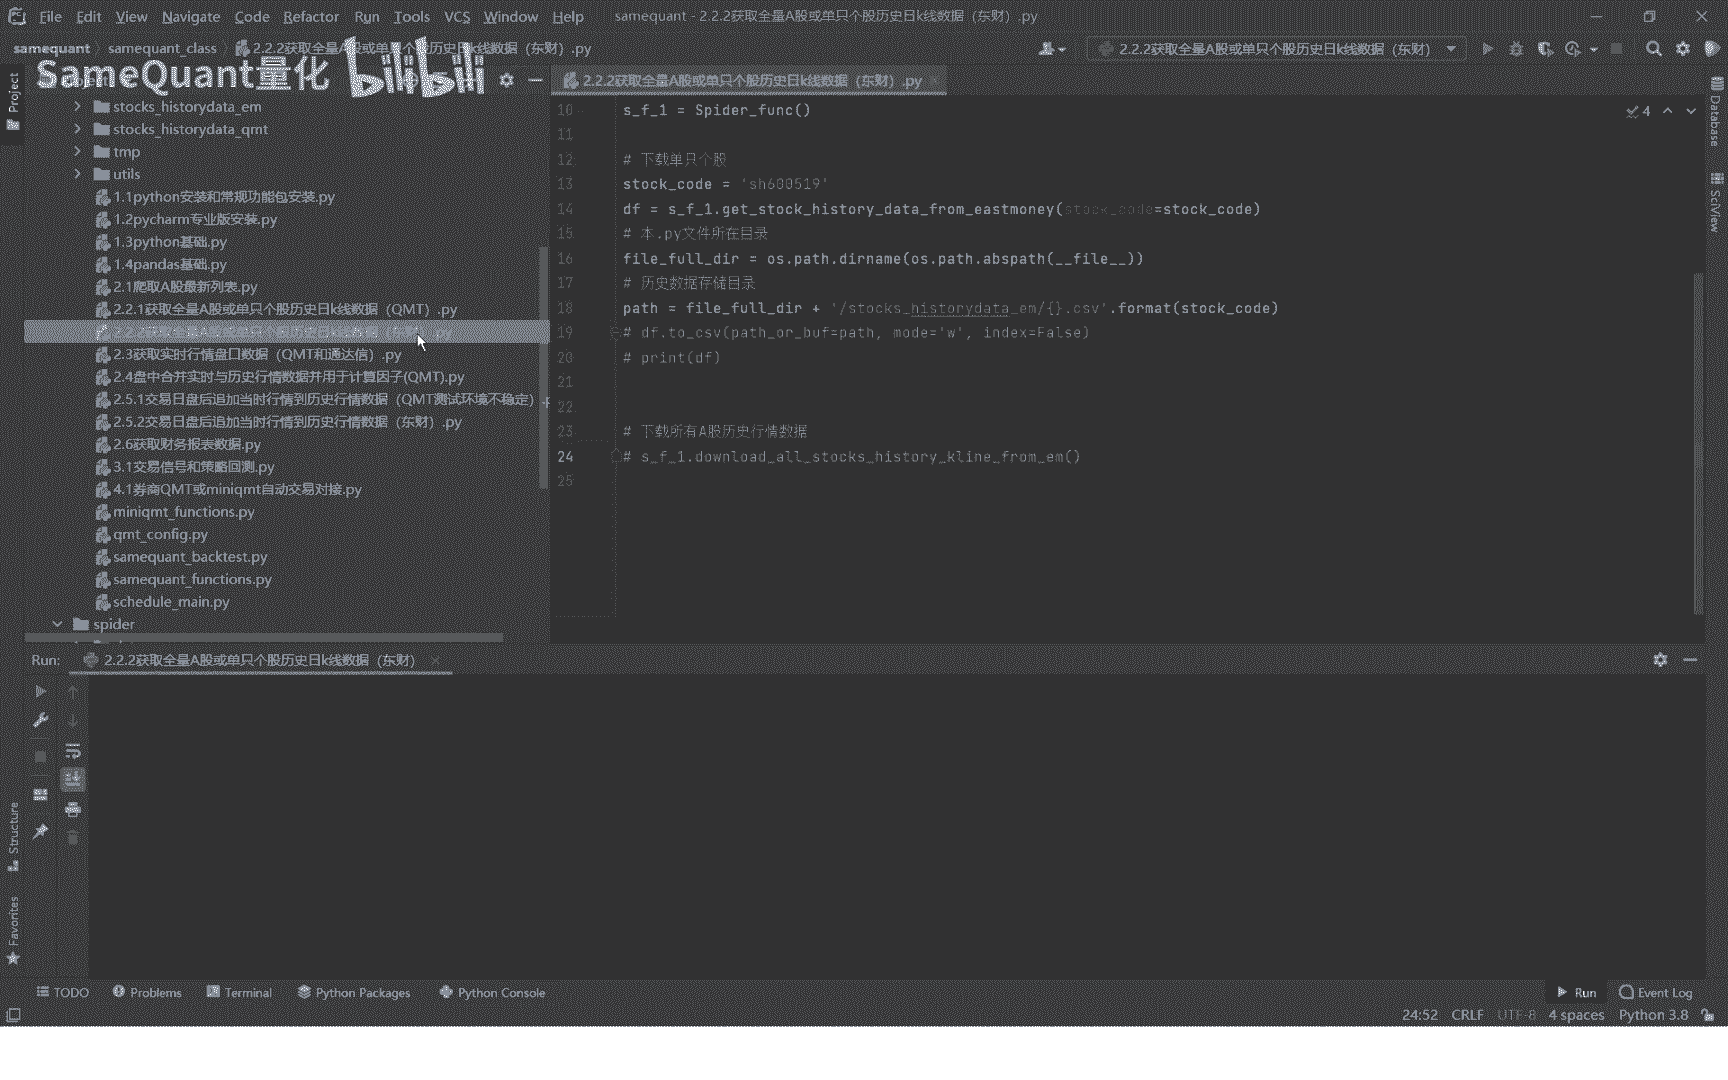 File Edit View Navigate Code Refactor Run Tools VCS Window Help samequant - 2.2.2获取全量A股或单只个股历史日k线数据（东财）.py
samequant samequant_class 2.2.2获取全量A股或单只个股历史日k线数据（东财）.py 2.2.2获取全量A股或单只个股历史日k线数据（东财）
SameQuant量化 bilibili
Project
2.2.2获取全量A股或单只个股历史日k线数据（东财）.py
stocks_historydata_em
stocks_historydata_qmt
tmp
utils
1.1python安装和常规功能包安装.py
1.2pycharm专业版安装.py
1.3python基础.py
1.4pandas基础.py
2.1爬取A股最新列表.py
2.2.1获取全量A股或单只个股历史日k线数据（QMT）.py
2.2.2获取全量A股或单只个股历史日k线数据（东财）.py
2.3获取实时行情盘口数据（QMT和通达信）.py
2.4盘中合并实时与历史行情数据并用于计算因子(QMT).py
2.5.1交易日盘后追加当时行情到历史行情数据（QMT测试环境不稳定）.p
2.5.2交易日盘后追加当时行情到历史行情数据（东财）.py
2.6获取财务报表数据.py
3.1交易信号和策略回测.py
4.1券商QMT或miniqmt自动交易对接.py
miniqmt_functions.py
qmt_config.py
samequant_backtest.py
samequant_functions.py
schedule_main.py
spider
10 s_f_1 = Spider_func()
11
12 # 下载单只个股
13 stock_code = 'sh600519'
14 df = s_f_1.get_stock_history_data_from_eastmoney(stock_code=stock_code)
15 # 本.py文件所在目录
16 file_full_dir = os.path.dirname(os.path.abspath(__file__))
17 # 历史数据存储目录
18 path = file_full_dir + '/stocks_historydata_em/{}.csv'.format(stock_code)
19 # df.to_csv(path_or_buf=path, mode='w', index=False)
20 # print(df)
21
22
23 # 下载所有A股历史行情数据
24 # s_f_1.download_all_stocks_history_kline_from_em()
25
4
Database
SciView
Run: 2.2.2获取全量A股或单只个股历史日k线数据（东财）
Structure
Favorites
TODO Problems Terminal Python Packages Python Console Run Event Log
24:52 CRLF UTF-8 4 spaces Python 3.8